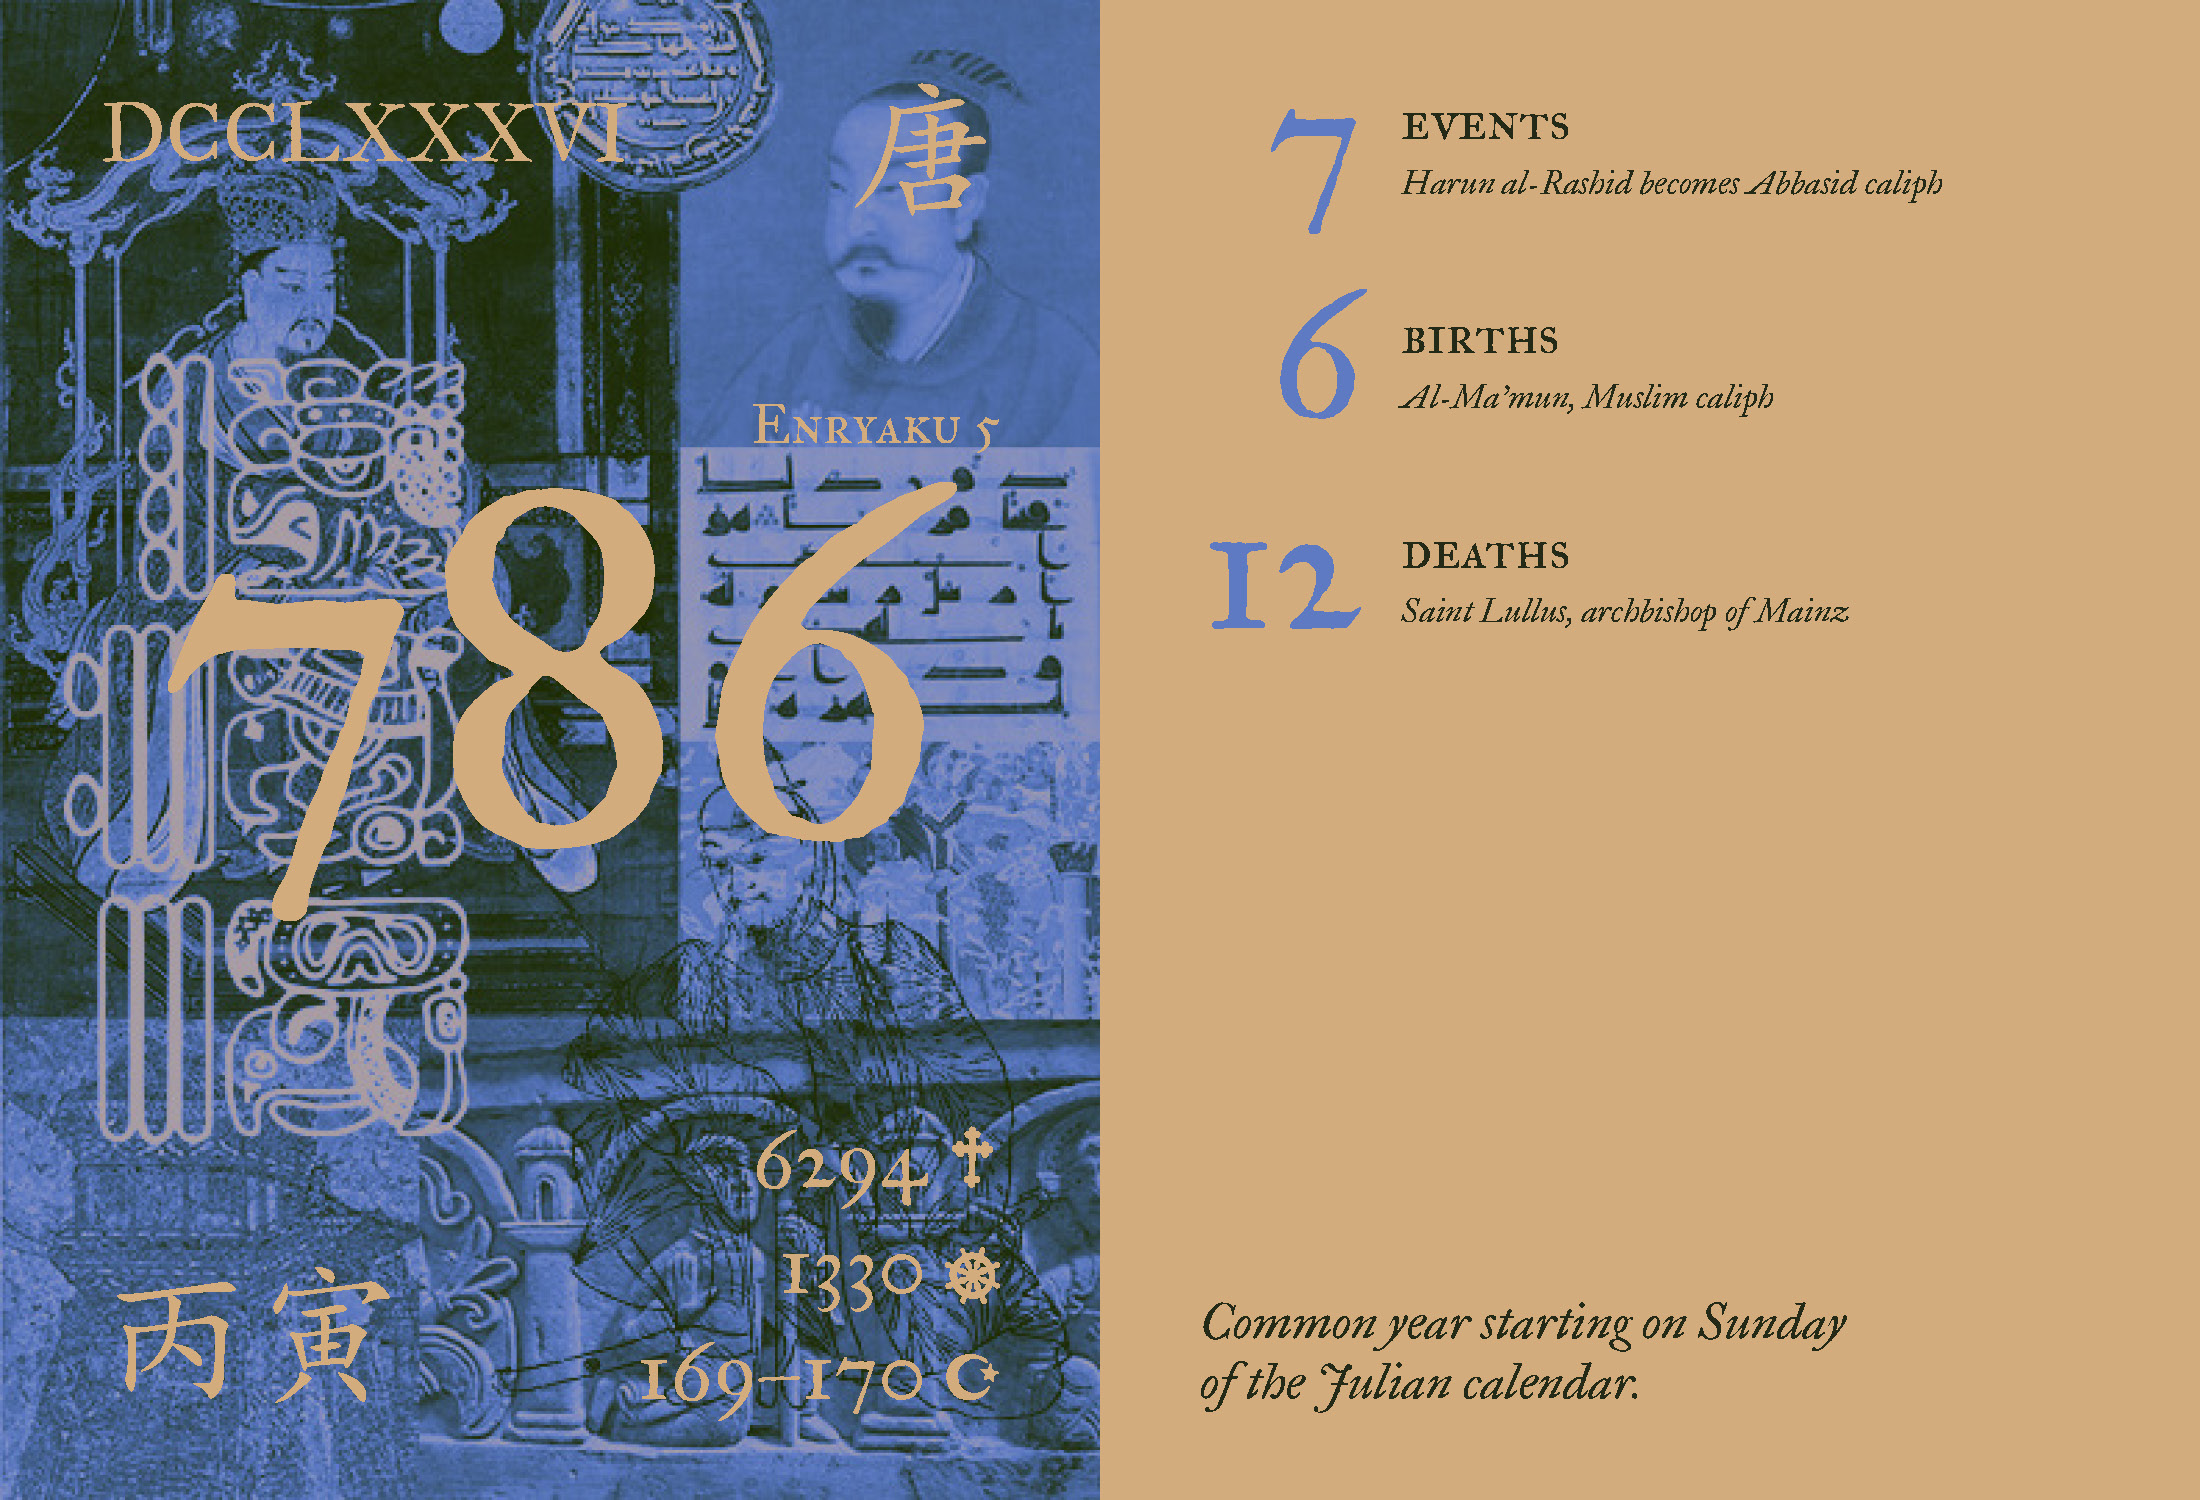 DCCLXXXVI
唐
ENRYAKU 5
786
6294
1330
169–170
丙寅
7
EVENTS
Harun al-Rashid becomes Abbasid caliph
6
BIRTHS
Al-Ma’mun, Muslim caliph
12
DEATHS
Saint Lullus, archbishop of Mainz
Common year starting on Sunday
of the Julian calendar.